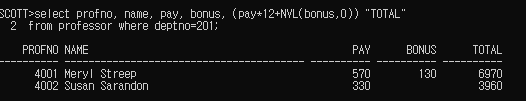 SCOTT>select profno, name, pay, bonus, (pay*12+NVL(bonus,0)) "TOTAL"
2 from professor where deptno=201;
PROFNO NAME PAY BONUS TOTAL
---------- ------------------------------ ---------- ---------- ----------
4001 Meryl Streep 570 130 6970
4002 Susan Sarandon 330 3960